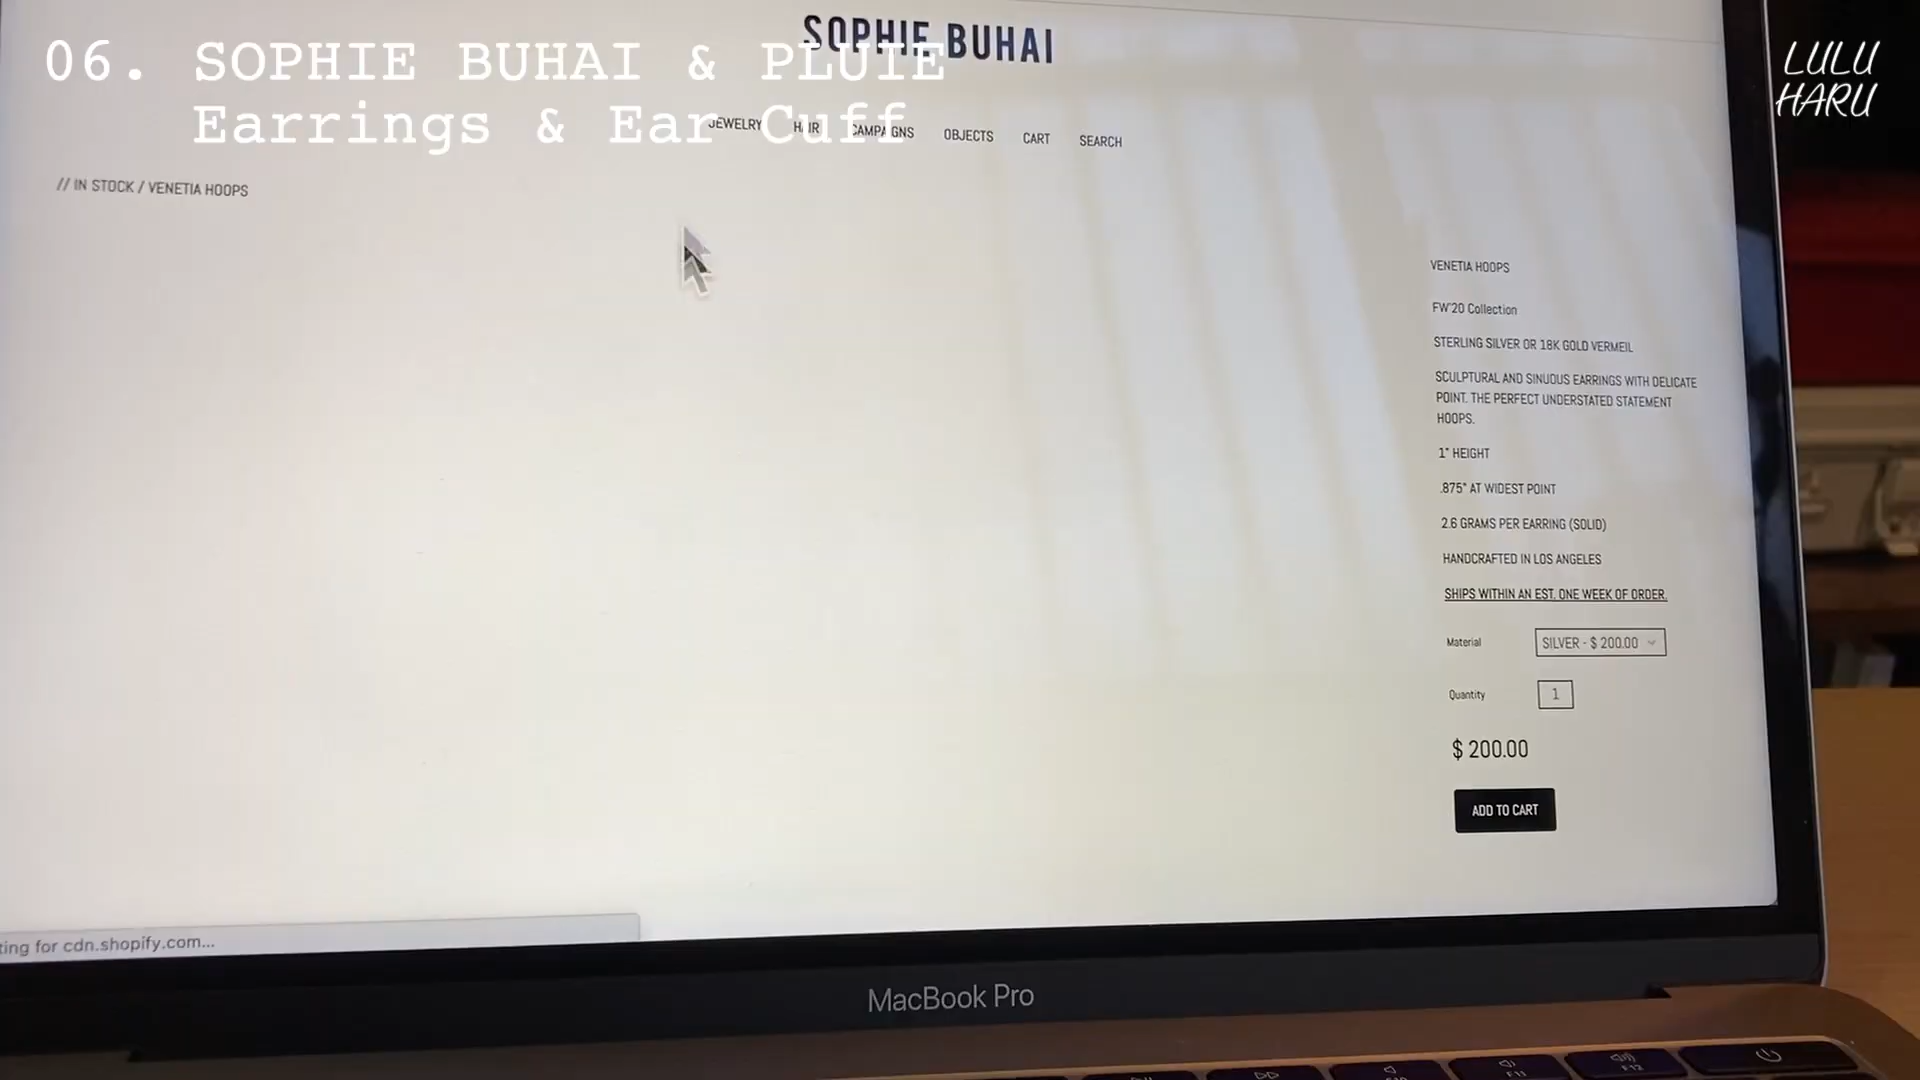 SOPHIE BUHAI
06. SOPHIE BUHAI & PLUIE
Earrings & Ear Cuff
LULU
HARU
JEWELRY HAIR CAMPAIGNS OBJECTS CART SEARCH
// IN STOCK / VENETIA HOOPS
VENETIA HOOPS
FW'20 Collection
STERLING SILVER OR 18K GOLD VERMEIL
SCULPTURAL AND SINUOUS EARRINGS WITH DELICATE
POINT. THE PERFECT UNDERSTATED STATEMENT
HOOPS.
1" HEIGHT
.875" AT WIDEST POINT
2.6 GRAMS PER EARRING (SOLID)
HANDCRAFTED IN LOS ANGELES
SHIPS WITHIN AN EST. ONE WEEK OF ORDER.
Material SILVER - $ 200.00
Quantity 1
$ 200.00
ADD TO CART
ting for cdn.shopify.com...
MacBook Pro
F11 F12